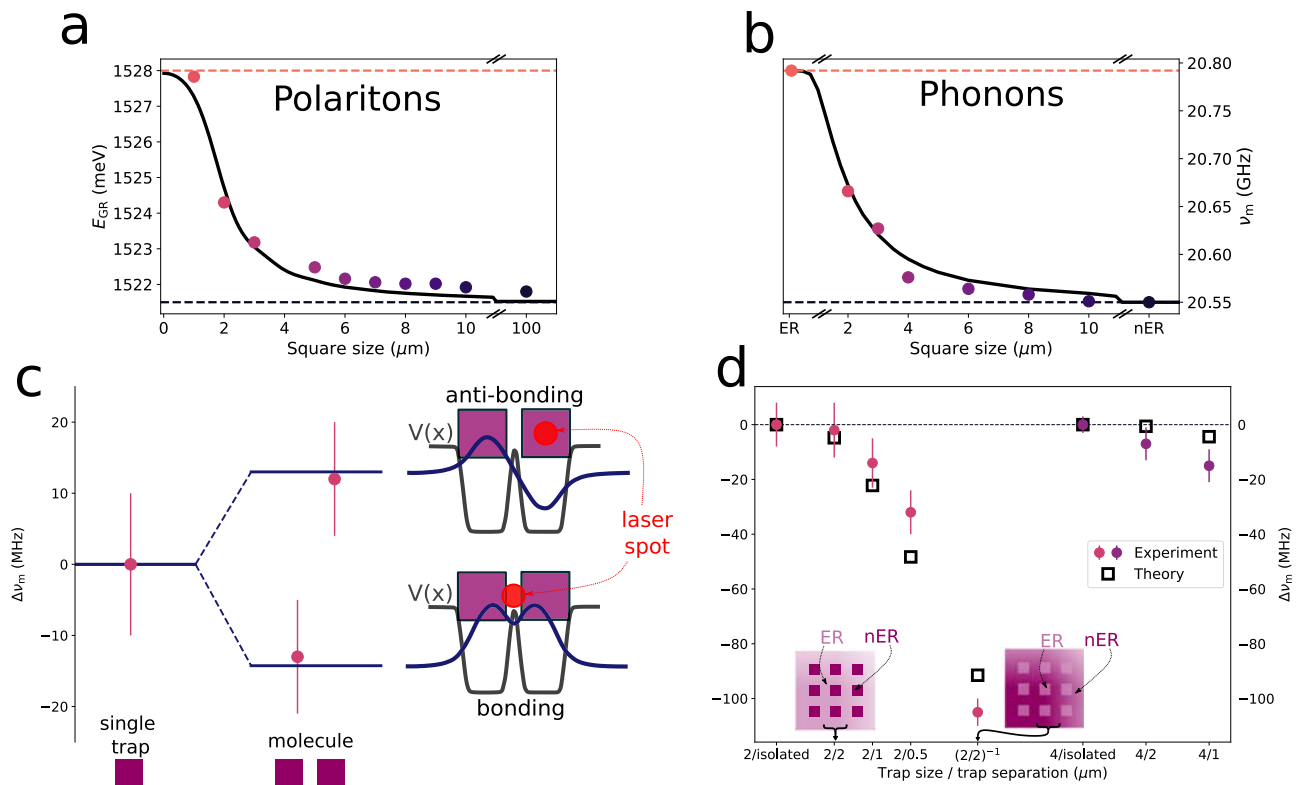 a
Polaritons
E_GR (meV)
1528
1527
1526
1525
1524
1523
1522
0 2 4 6 8 10 100
Square size (μm)
b
Phonons
20.80
20.75
20.70
20.65
20.60
20.55
ν_m (GHz)
ER 2 4 6 8 10 nER
Square size (μm)
c
Δν_m (MHz)
20
10
0
−10
−20
single
trap
molecule
anti-bonding
V(x)
laser
spot
V(x)
bonding
d
0
−20
−40
−60
−80
−100
0
−20
−40
−60
−80
−100
Δν_m (MHz)
Experiment
Theory
ER
nER
ER
nER
2/isolated 2/2 2/1 2/0.5 (2/2)⁻¹ 4/isolated 4/2 4/1
Trap size / trap separation (μm)